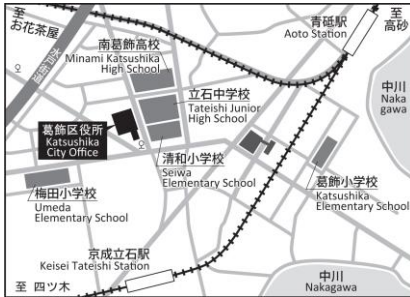 至
お花茶屋
水戸街道
南葛飾高校
Minami Katsushika
High School
青砥駅
Aoto Station
至
高砂
立石中学校
Tateishi Junior
High School
中川
Naka
gawa
葛飾区役所
Katsushika
City Office
清和小学校
Seiwa
Elementary School
葛飾小学校
Katsushika
Elementary School
梅田小学校
Umeda
Elementary School
京成立石駅
Keisei Tateishi Station
至 四ツ木
中川
Nakagawa